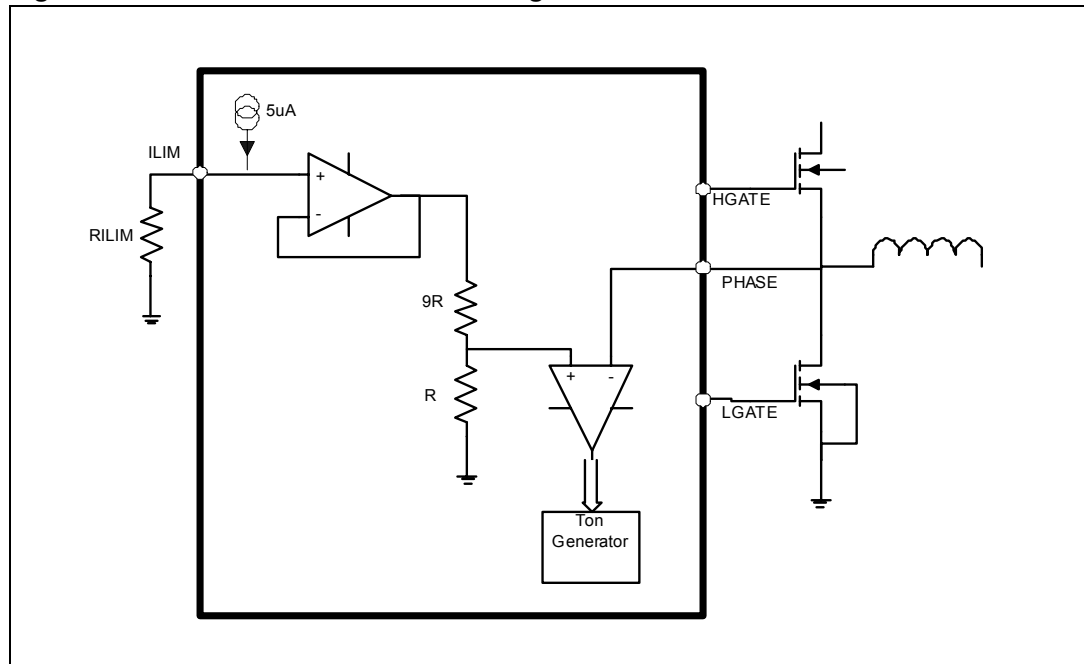 5uA
ILIM
+
-
RILIM
HGATE
PHASE
9R
+ -
R
LGATE
Ton
Generator